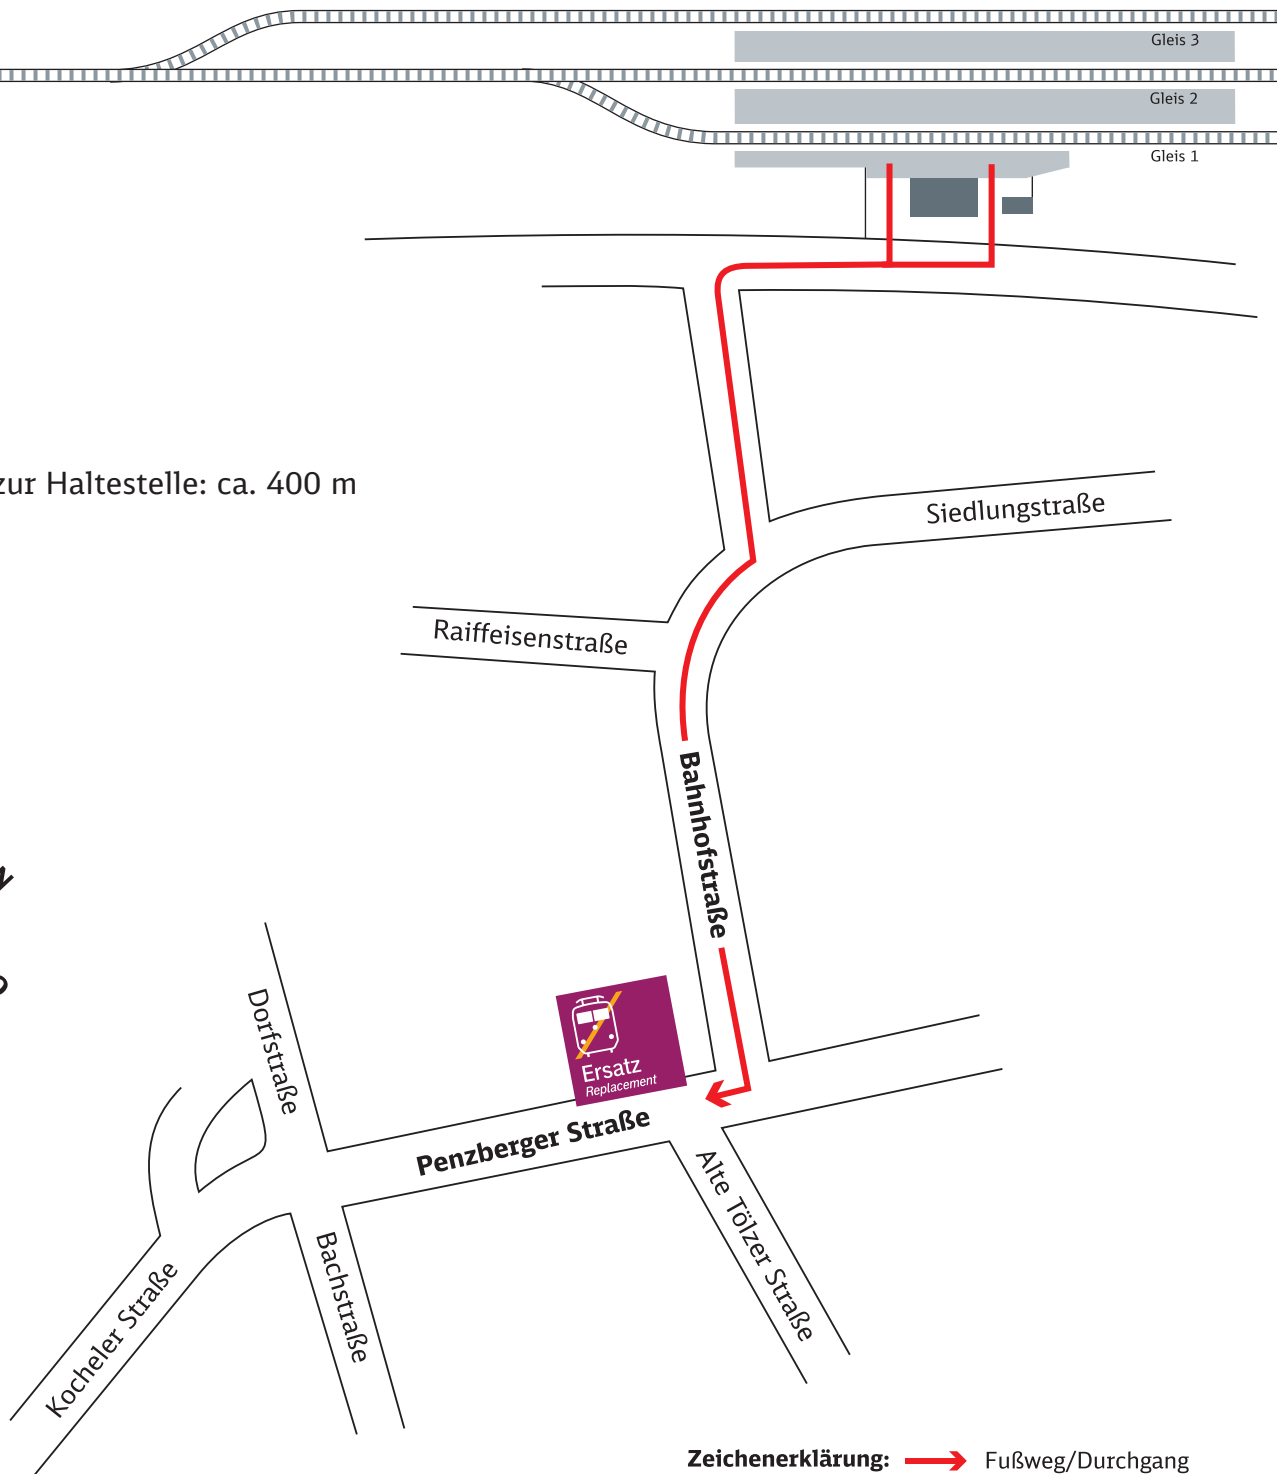 Gleis 3
Gleis 2
Gleis 1
zur Haltestelle: ca. 400 m
Siedlungstraße
Raiffeisenstraße
Bahnhofstraße
Dorfstraße
Ersatz
Replacement
Penzberger Straße
Alte Tölzer Straße
Bachstraße
Kocheler Straße
Zeichenerklärung: Fußweg/Durchgang